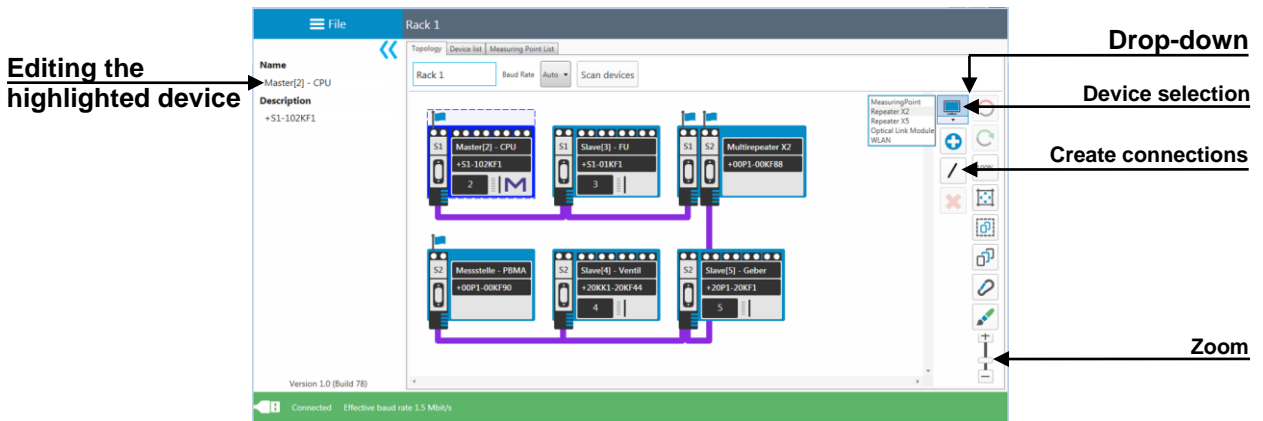 File
Rack 1
Drop-down
Editing the
highlighted device
Name
Master[2] - CPU
Description
+S1-102KF1
Topology Device list Measuring Point List
Rack 1 Baud Rate Auto Scan devices
Device selection
MeasuringPoint
Repeater X2
Repeater X5
Optical Link Module
WLAN
S1 Master[2] - CPU
+S1-102KF1
2
S1 Slave[3] - FU
+S1-01KF1
3
S1 S2 Multirepeater X2
+00P1-00KF88
Create connections
S2 Messstelle - PBMA
+00P1-00KF90
S2 Slave[4] - Ventil
+20KK1-20KF44
4
S2 Slave[5] - Geber
+20P1-20KF1
5
Zoom
Version 1.0 (Build 78)
Connected Effective baud rate 1.5 Mbit/s